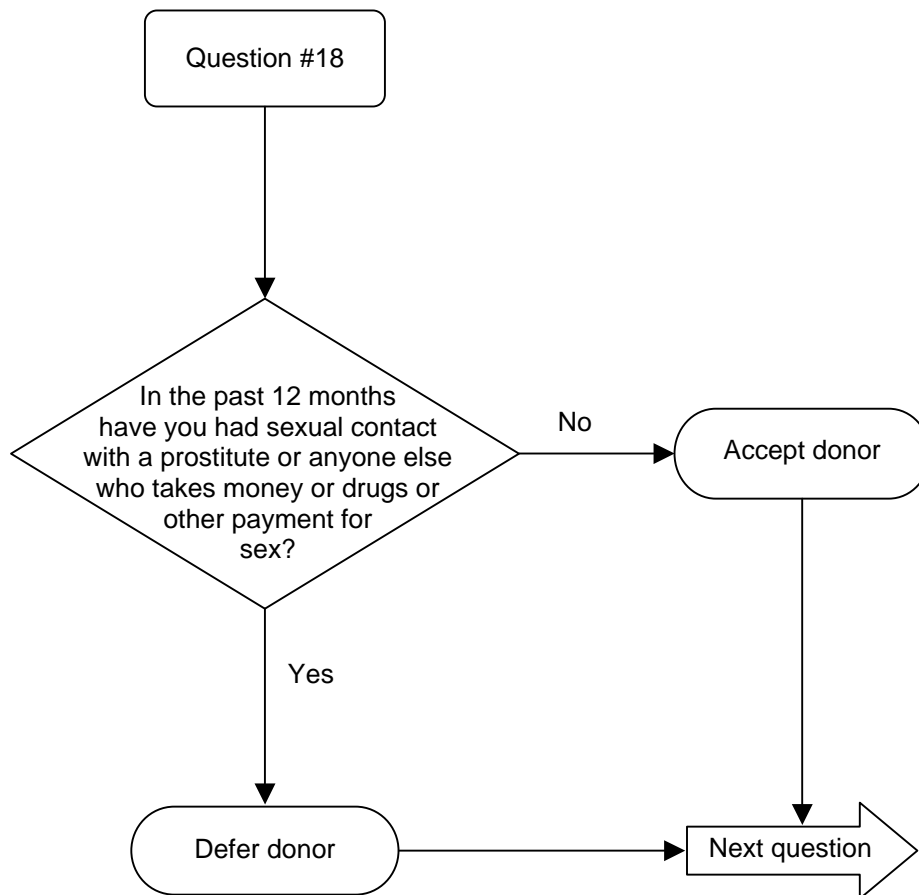 Question #18
In the past 12 months
have you had sexual contact
with a prostitute or anyone else
who takes money or drugs or
other payment for
sex?
No
Accept donor
Yes
Defer donor
Next question